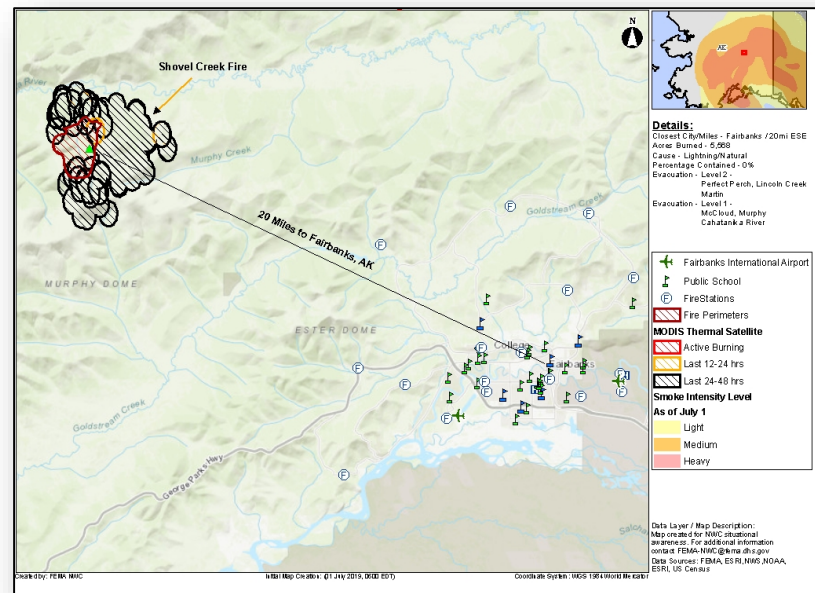 N
Shovel Creek Fire
River
Murphy Creek
Goldstream Creek
20 Miles to Fairbanks, AK
MURPHY DOME
ESTER DOME
College
Fairbanks
Goldstream Creek
George Parks Hwy
Created by: FEMA NWC
Initial Map Creation: (01 July 2019, 0600 EDT)
Coordinate System: WGS 1984 World Mercator
AK
Details:
Closest City/Miles - Fairbanks / 20mi ESE
Acres Burned - 5,568
Cause - Lightning/Natural
Percentage Contained - 0%
Evacuation - Level 2 -
Perfect Perch, Lincoln Creek
Martin
Evacuation - Level 1 -
McCloud, Murphy
Cahatanika River
Fairbanks International Airport
Public School
F FireStations
Fire Perimeters
MODIS Thermal Satellite
Active Burning
Last 12-24 hrs
Last 24-48 hrs
Smoke Intensity Level
As of July 1
Light
Medium
Heavy
Data Layer / Map Description:
Map created for NWC situational
awareness. For additional information
contact FEMA-NWC@fema.dhs.gov
Data Sources: FEMA, ESRI, NWS, NOAA,
ESRI, US Census